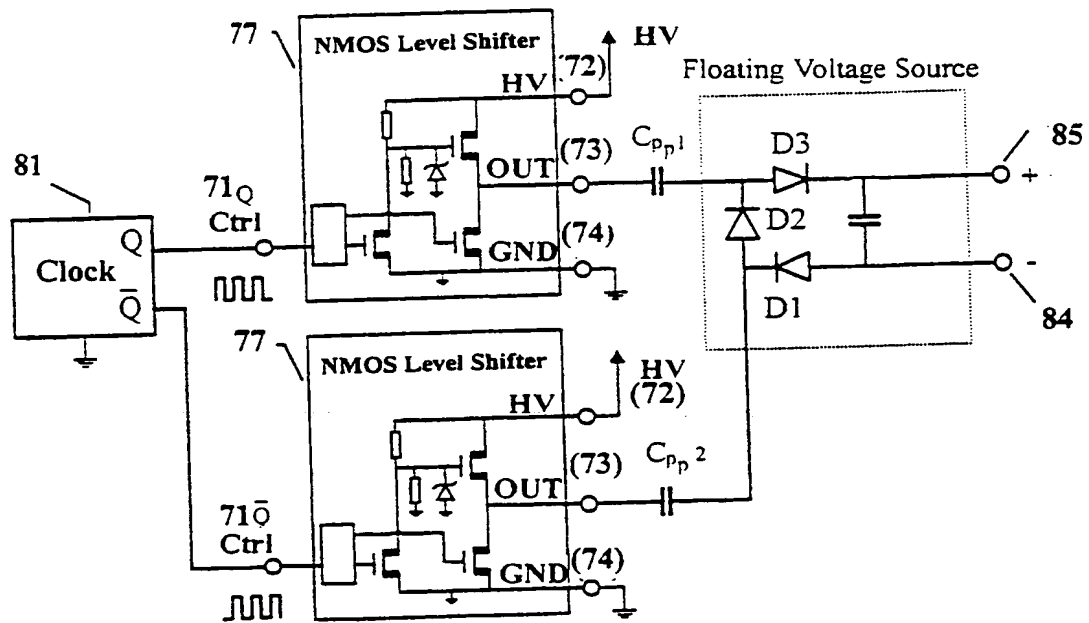 77
NMOS Level Shifter
HV
HV
(72)
Floating Voltage Source
81
71Q
Ctrl
OUT
(73)
Cpp1
D3
85
+
Q
Clock
Q̅
GND
(74)
D2
D1
-
84
77
NMOS Level Shifter
HV
HV
(72)
OUT
(73)
Cpp2
71Q̅
Ctrl
GND
(74)